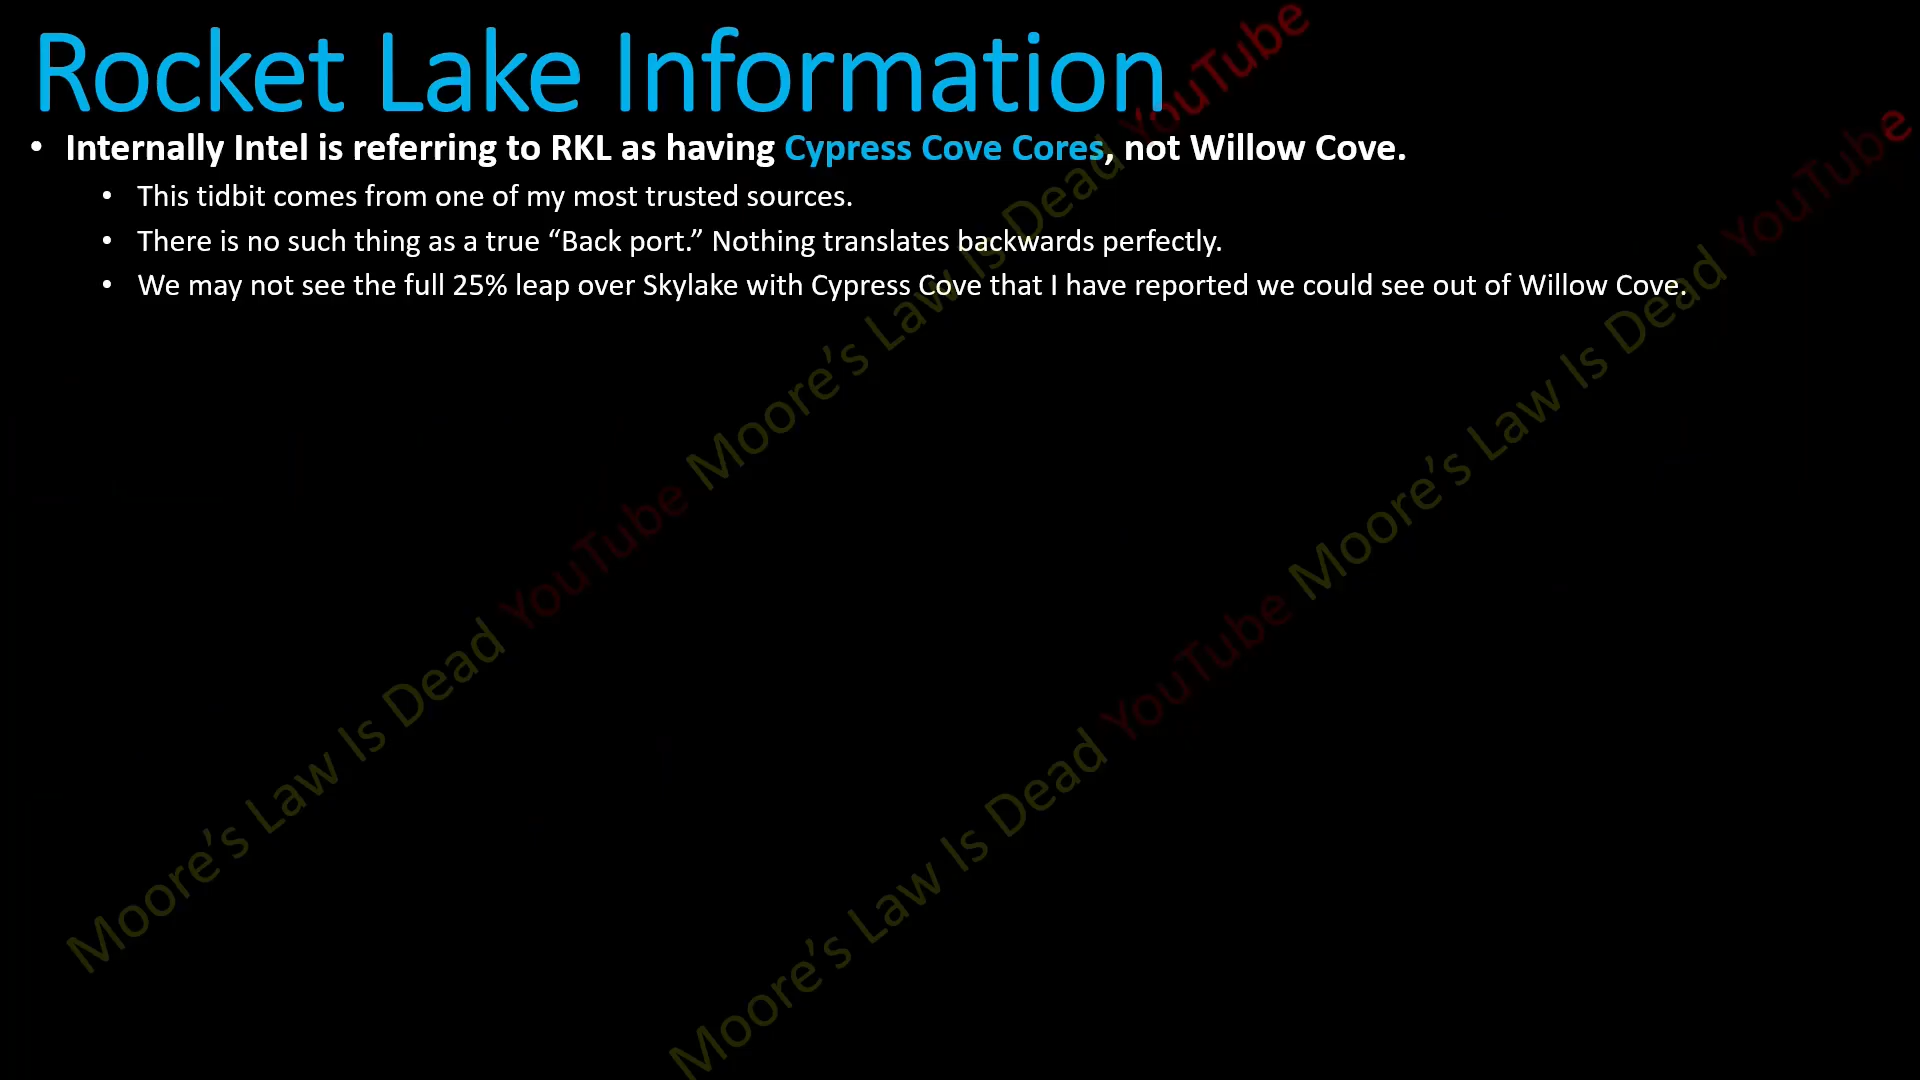 Rocket Lake Information
• Internally Intel is referring to RKL as having Cypress Cove Cores, not Willow Cove.
• This tidbit comes from one of my most trusted sources.
• There is no such thing as a true “Back port.” Nothing translates backwards perfectly.
• We may not see the full 25% leap over Skylake with Cypress Cove that I have reported we could see out of Willow Cove.
Moore’s Law Is Dead YouTube Moore’s Law Is Dead YouTube
Moore’s Law Is Dead YouTube Moore’s Law Is Dead YouTube